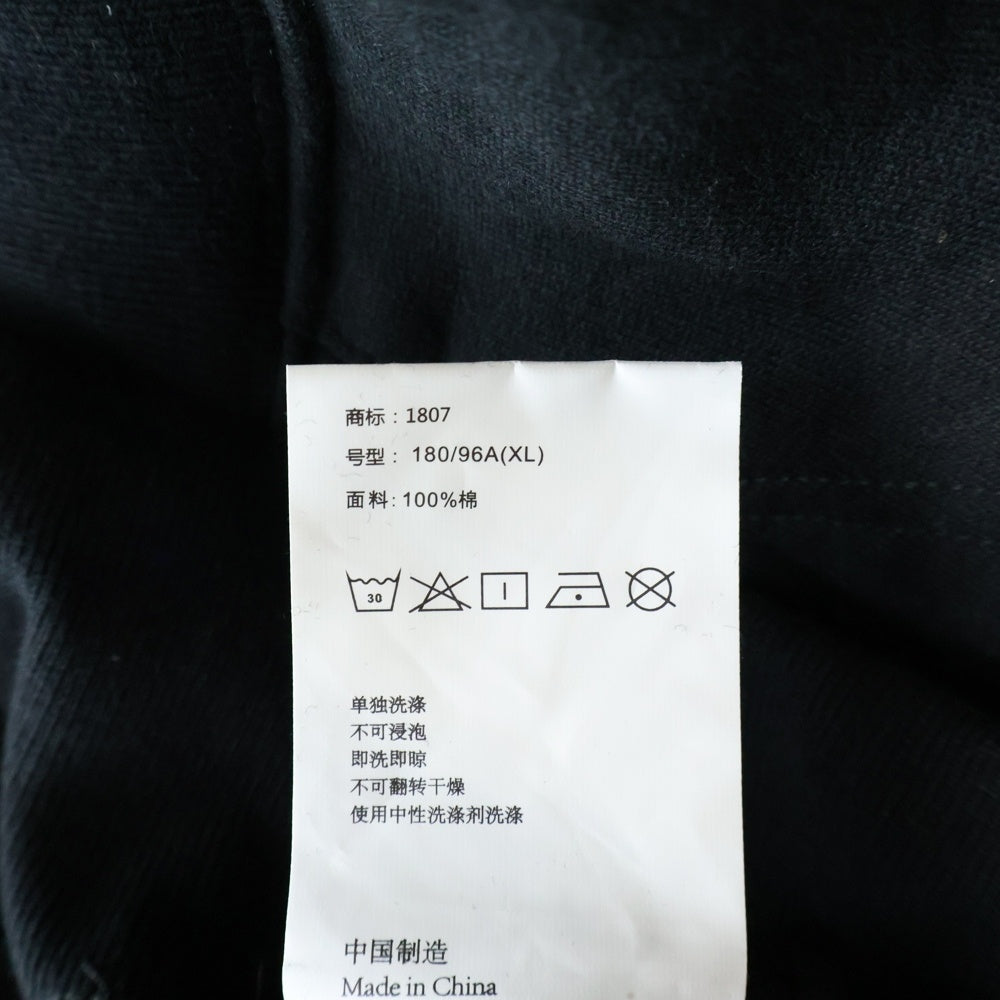 商标：1807
号型：180/96A(XL)
面料：100%棉
30
单独洗涤
不可浸泡
即洗即晾
不可翻转干燥
使用中性洗涤剂洗涤
中国制造
Made in China